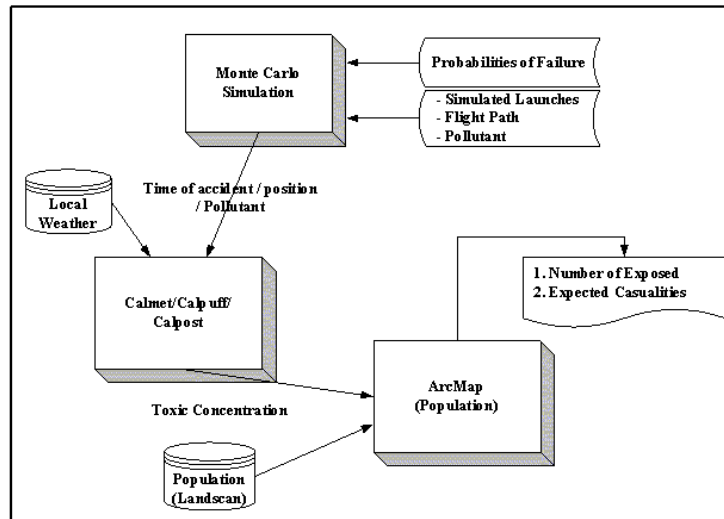 Monte Carlo
Simulation
Probabilities of Failure
- Simulated Launches
- Flight Path
- Pollutant
Time of accident / position
/ Pollutant
Local
Weather
Calmet/Calpuff/
Calpost
1. Number of Exposed
2. Expected Casualities
ArcMap
(Population)
Toxic Concentration
Population
(Landscan)